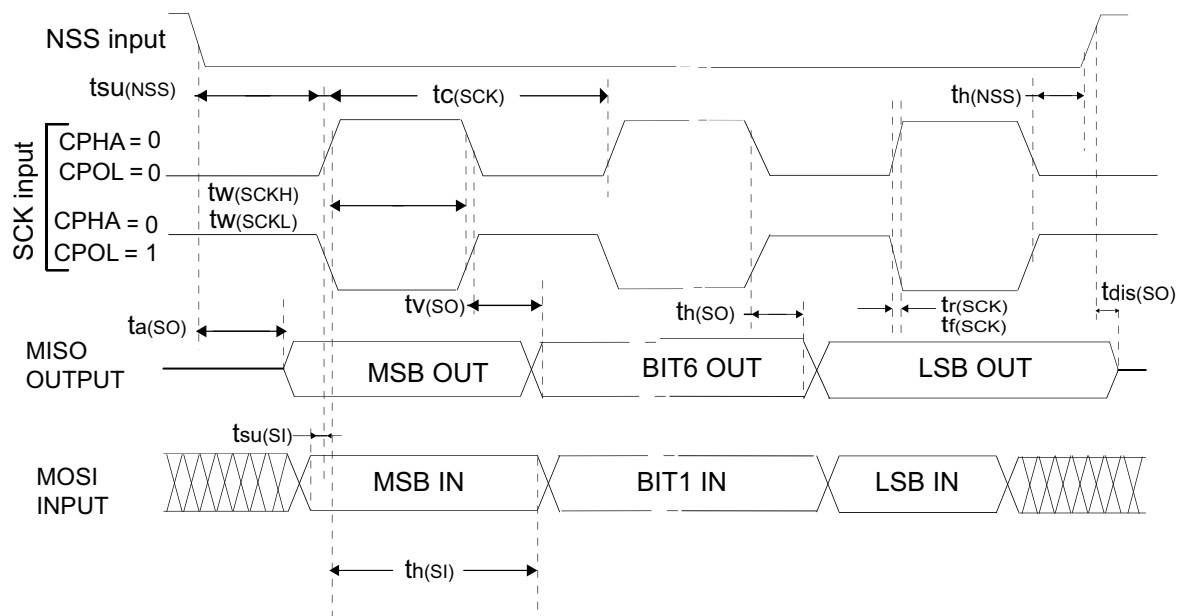 NSS input
tsu(NSS)
tc(SCK)
th(NSS)
SCK input
CPHA = 0
CPOL = 0
tw(SCKH)
CPHA = 0
tw(SCKL)
CPOL = 1
tv(SO)
ta(SO)
th(SO)
tr(SCK)
tf(SCK)
tdis(SO)
MISO
OUTPUT
MSB OUT
BIT6 OUT
LSB OUT
tsu(SI)
MOSI
INPUT
MSB IN
BIT1 IN
LSB IN
th(SI)